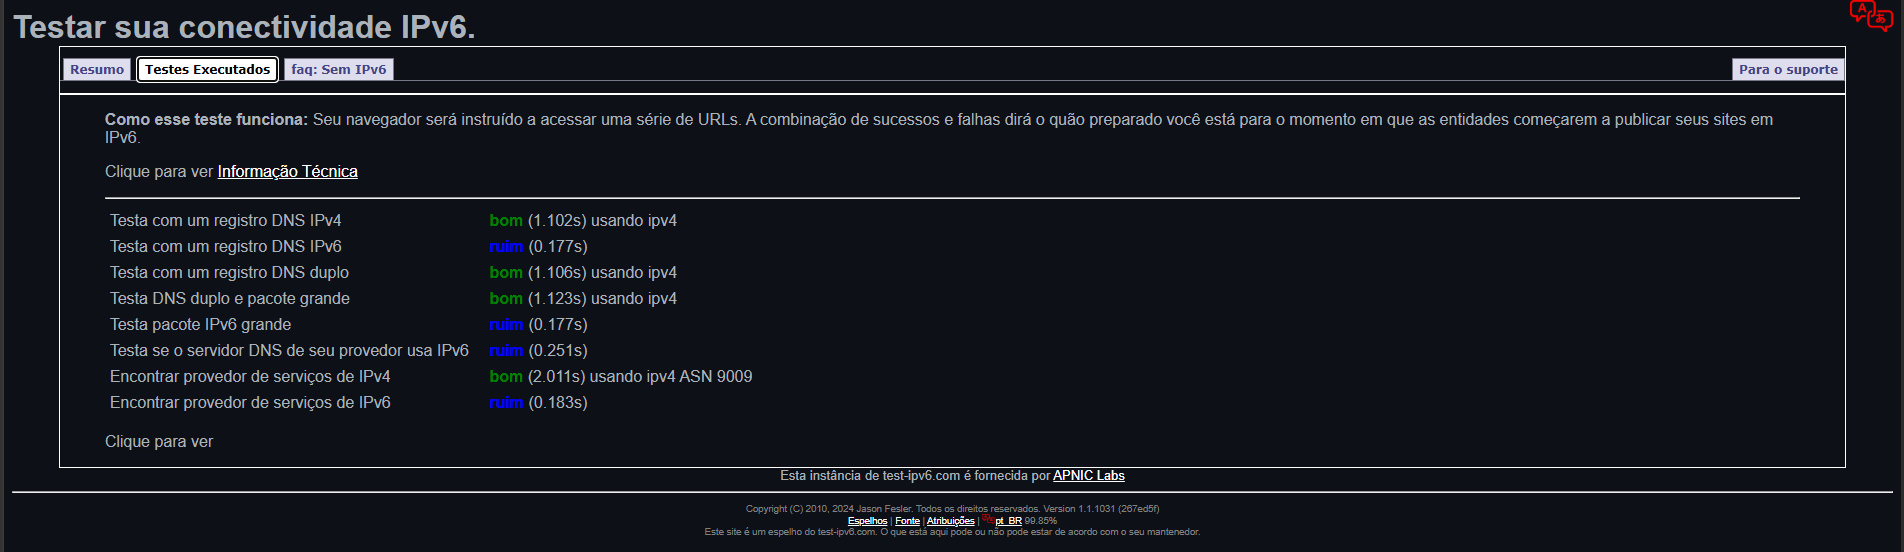 Testar sua conectividade IPv6.
A あ
Resumo Testes Executados faq: Sem IPv6 Para o suporte
Como esse teste funciona: Seu navegador será instruído a acessar uma série de URLs. A combinação de sucessos e falhas dirá o quão preparado você está para o momento em que as entidades começarem a publicar seus sites em
IPv6.
Clique para ver Informação Técnica
Testa com um registro DNS IPv4 bom (1.102s) usando ipv4
Testa com um registro DNS IPv6 ruim (0.177s)
Testa com um registro DNS duplo bom (1.106s) usando ipv4
Testa DNS duplo e pacote grande bom (1.123s) usando ipv4
Testa pacote IPv6 grande ruim (0.177s)
Testa se o servidor DNS de seu provedor usa IPv6 ruim (0.251s)
Encontrar provedor de serviços de IPv4 bom (2.011s) usando ipv4 ASN 9009
Encontrar provedor de serviços de IPv6 ruim (0.183s)
Clique para ver
Esta instância de test-ipv6.com é fornecida por APNIC Labs
Copyright (C) 2010, 2024 Jason Fesler. Todos os direitos reservados. Version 1.1.1031 (267ed5f)
Espelhos | Fonte | Atribuições | pt_BR 99.85%
Este site é um espelho do test-ipv6.com. O que está aqui pode ou não pode estar de acordo com o seu mantenedor.